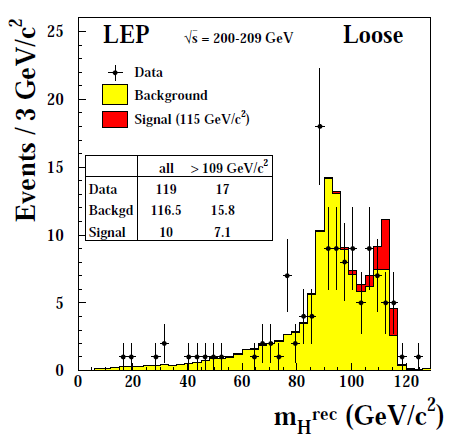 LEP √s = 200-209 GeV Loose
Data
Background
Signal (115 GeV/c²)
all > 109 GeV/c²
Data 119 17
Backgd 116.5 15.8
Signal 10 7.1
Events / 3 GeV/c²
25
20
15
10
5
0
0 20 40 60 80 100 120
m_H^rec (GeV/c²)